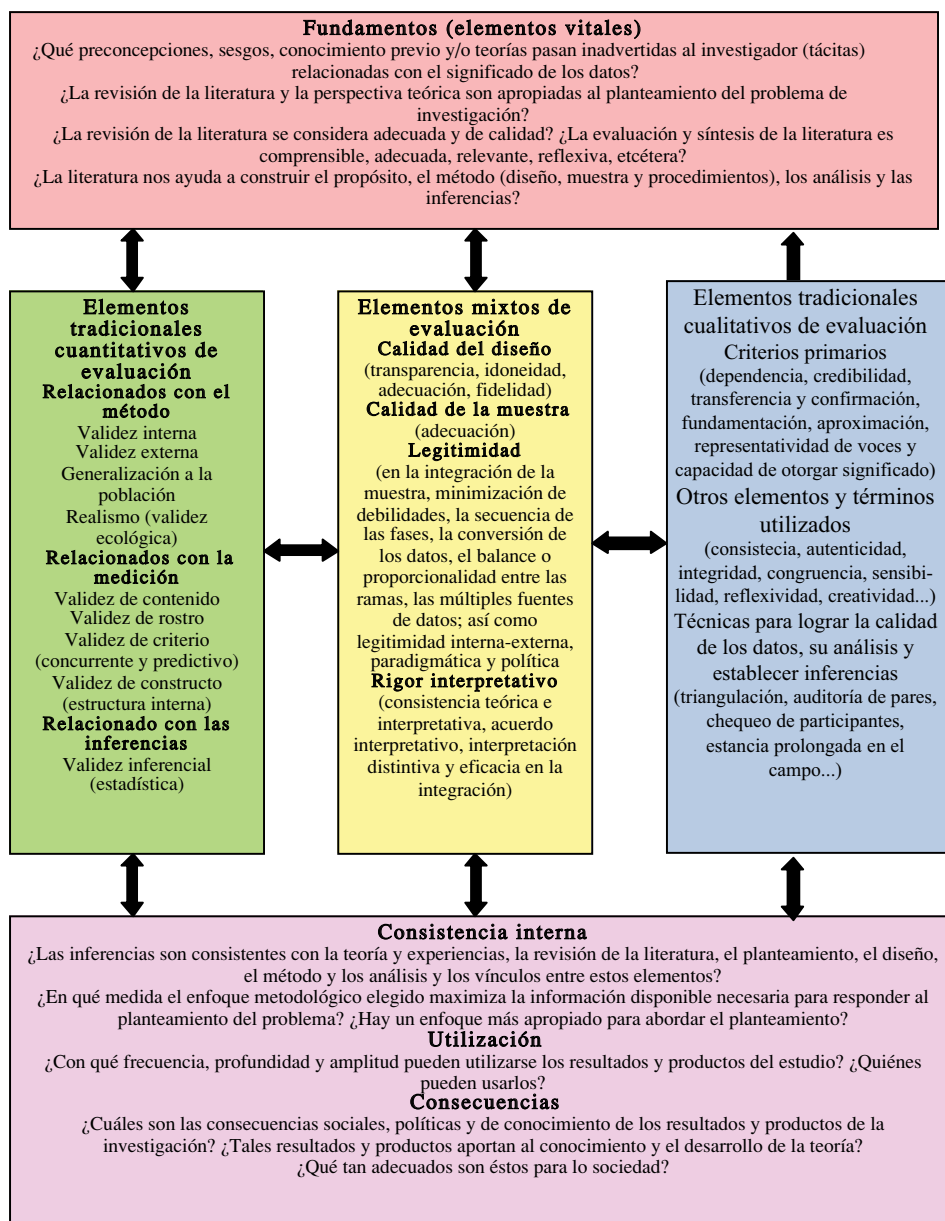 Fundamentos (elementos vitales)
¿Qué preconcepciones, sesgos, conocimiento previo y/o teorías pasan inadvertidas al investigador (tácitas)
relacionadas con el significado de los datos?
¿La revisión de la literatura y la perspectiva teórica son apropiadas al planteamiento del problema de
investigación?
¿La revisión de la literatura se considera adecuada y de calidad? ¿La evaluación y síntesis de la literatura es
comprensible, adecuada, relevante, reflexiva, etcétera?
¿La literatura nos ayuda a construir el propósito, el método (diseño, muestra y procedimientos), los análisis y las
inferencias?
Elementos
tradicionales
cuantitativos de
evaluación
Relacionados con el
método
Validez interna
Validez externa
Generalización a la
población
Realismo (validez
ecológica)
Relacionados con la
medición
Validez de contenido
Validez de rostro
Validez de criterio
(concurrente y predictivo)
Validez de constructo
(estructura interna)
Relacionado con las
inferencias
Validez inferencial
(estadística)
Elementos mixtos de
evaluación
Calidad del diseño
(transparencia, idoneidad,
adecuación, fidelidad)
Calidad de la muestra
(adecuación)
Legitimidad
(en la integración de la
muestra, minimización de
debilidades, la secuencia de
las fases, la conversión de
los datos, el balance o
proporcionalidad entre las
ramas, las múltiples fuentes
de datos; así como
legitimidad interna-externa,
paradigmática y política
Rigor interpretativo
(consistencia teórica e
interpretativa, acuerdo
interpretativo, interpretación
distintiva y eficacia en la
integración)
Elementos tradicionales
cualitativos de evaluación
Criterios primarios
(dependencia, credibilidad,
transferencia y confirmación,
fundamentación, aproximación,
representatividad de voces y
capacidad de otorgar significado)
Otros elementos y términos
utilizados
(consistecia, autenticidad,
integridad, congruencia, sensibi-
lidad, reflexividad, creatividad...)
Técnicas para lograr la calidad
de los datos, su análisis y
establecer inferencias
(triangulación, auditoría de pares,
chequeo de participantes,
estancia prolongada en el
campo...)
Consistencia interna
¿Las inferencias son consistentes con la teoría y experiencias, la revisión de la literatura, el planteamiento, el diseño,
el método y los análisis y los vínculos entre estos elementos?
¿En qué medida el enfoque metodológico elegido maximiza la información disponible necesaria para responder al
planteamiento del problema? ¿Hay un enfoque más apropiado para abordar el planteamiento?
Utilización
¿Con qué frecuencia, profundidad y amplitud pueden utilizarse los resultados y productos del estudio? ¿Quiénes
pueden usarlos?
Consecuencias
¿Cuáles son las consecuencias sociales, políticas y de conocimiento de los resultados y productos de la
investigación? ¿Tales resultados y productos aportan al conocimiento y el desarrollo de la teoría?
¿Qué tan adecuados son éstos para lo sociedad?